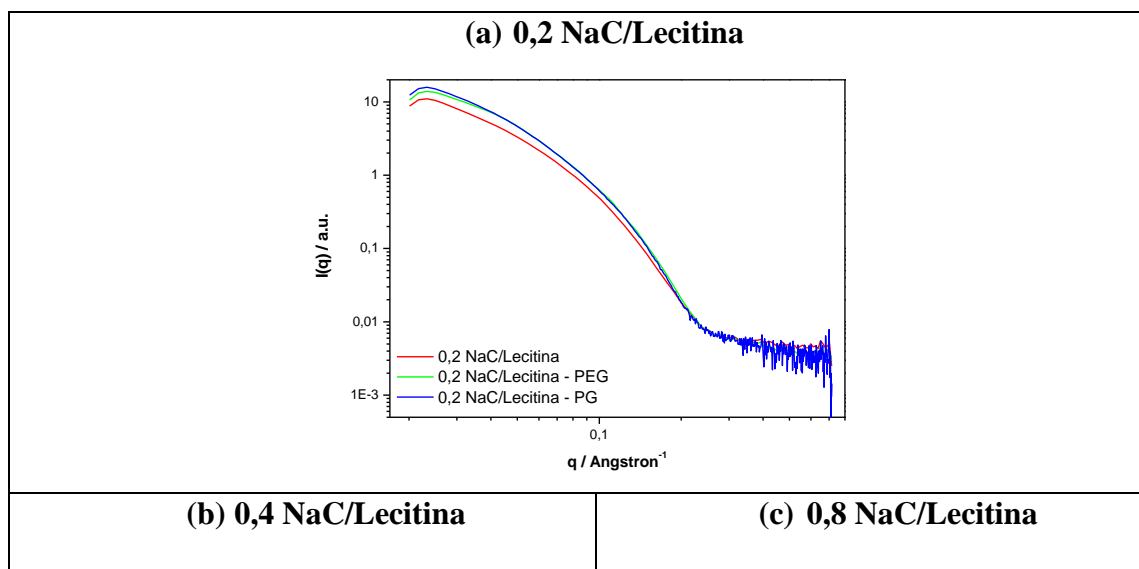 (a) 0,2 NaC/Lecitina
10
1
0,1
0,01
1E-3
I(q) / a.u.
0,2 NaC/Lecitina
0,2 NaC/Lecitina - PEG
0,2 NaC/Lecitina - PG
0,1
q / Angstron-1
(b) 0,4 NaC/Lecitina
(c) 0,8 NaC/Lecitina